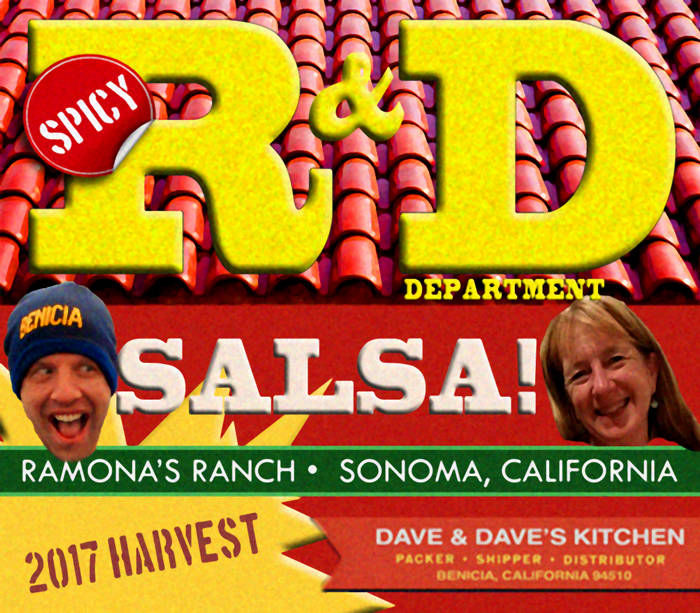 R&D
SPICY
DEPARTMENT
BENICIA
SALSA!
RAMONA'S RANCH • SONOMA, CALIFORNIA
2017 HARVEST
DAVE & DAVE'S KITCHEN
PACKER • SHIPPER • DISTRIBUTOR
BENICIA, CALIFORNIA 94510